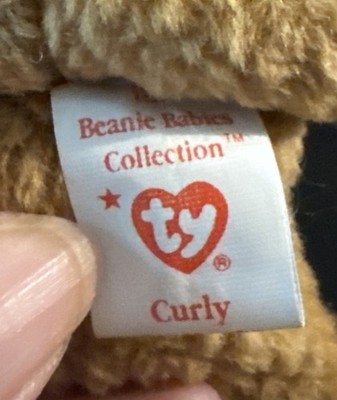 Beanie Babies
Collection™
ty®
Curly